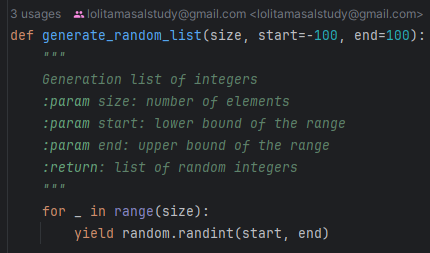 3 usages lolitamasalstudy@gmail.com <lolitamasalstudy@gmail.com>
def generate_random_list(size, start=-100, end=100):
    """
    Generation list of integers
    :param size: number of elements
    :param start: lower bound of the range
    :param end: upper bound of the range
    :return: list of random integers
    """
    for _ in range(size):
        yield random.randint(start, end)